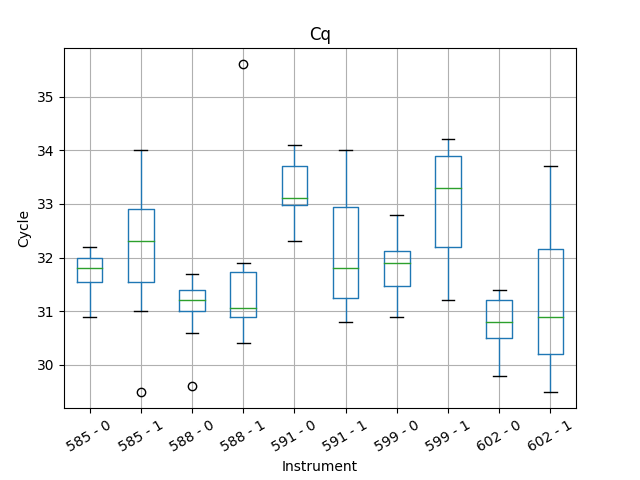 Cq
Cycle
35
34
33
32
31
30
585 - 0
585 - 1
588 - 0
588 - 1
591 - 0
591 - 1
599 - 0
599 - 1
602 - 0
602 - 1
Instrument